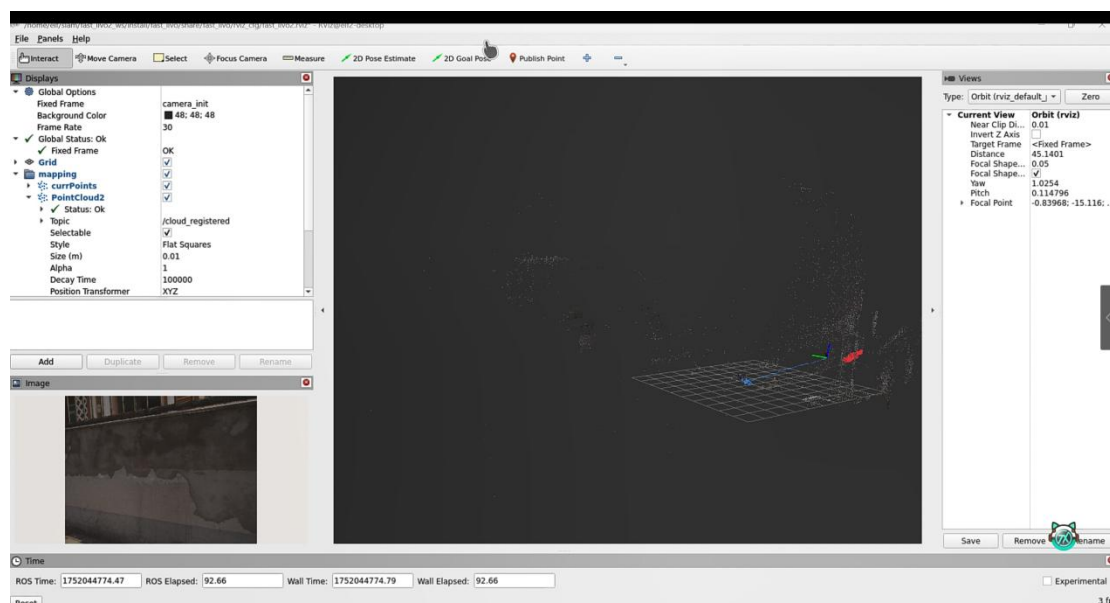 File Panels Help
Interact Move Camera Select Focus Camera Measure 2D Pose Estimate 2D Goal Pose Publish Point
Displays
Global Options
Fixed Frame camera_init
Background Color 48; 48; 48
Frame Rate 30
Global Status: Ok
Fixed Frame OK
Grid
mapping
currPoints
PointCloud2
Status: Ok
Topic /cloud_registered
Selectable
Style Flat Squares
Size (m) 0.01
Alpha 1
Decay Time 100000
Position Transformer XYZ
Add Duplicate Remove Rename
Image
Views
Type: Orbit (rviz_default_ Zero
Current View Orbit (rviz)
Near Clip Di... 0.01
Invert Z Axis
Target Frame <Fixed Frame>
Distance 45.1401
Focal Shape... 0.05
Focal Shape...
Yaw 1.0254
Pitch 0.114796
Focal Point -0.83968; -15.116; .
Save Remove ename
Time
ROS Time: 1752044774.47 ROS Elapsed: 92.66 Wall Time: 1752044774.79 Wall Elapsed: 92.66
Experimental